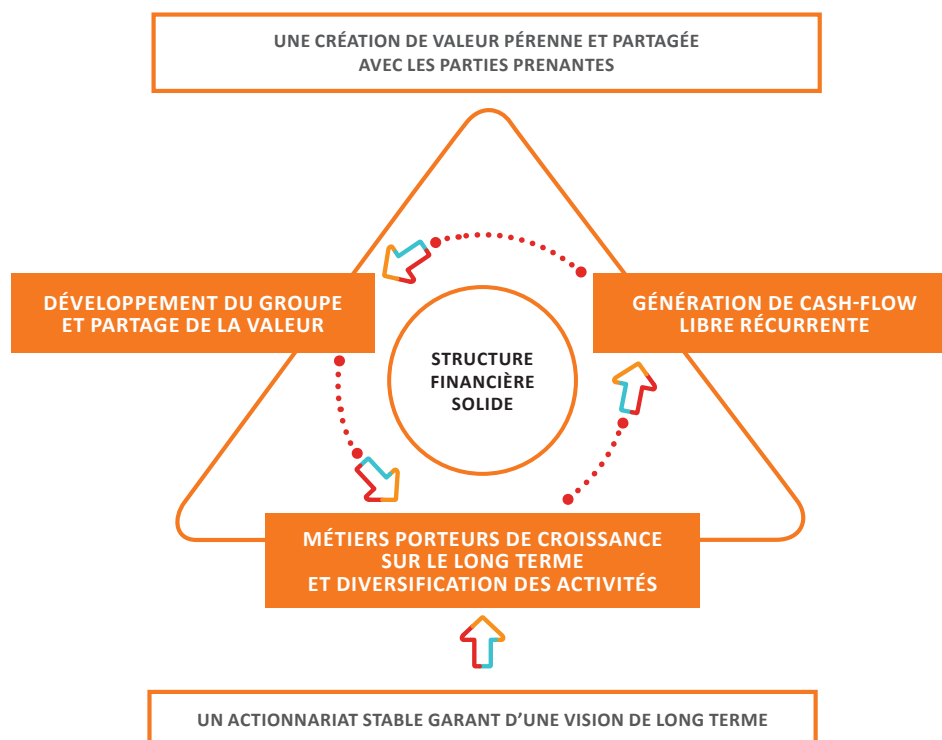 UNE CRÉATION DE VALEUR PÉRENNE ET PARTAGÉE
AVEC LES PARTIES PRENANTES
DÉVELOPPEMENT DU GROUPE
ET PARTAGE DE LA VALEUR
GÉNÉRATION DE CASH-FLOW
LIBRE RÉCURRENTE
STRUCTURE
FINANCIÈRE
SOLIDE
MÉTIERS PORTEURS DE CROISSANCE
SUR LE LONG TERME
ET DIVERSIFICATION DES ACTIVITÉS
UN ACTIONNARIAT STABLE GARANT D’UNE VISION DE LONG TERME